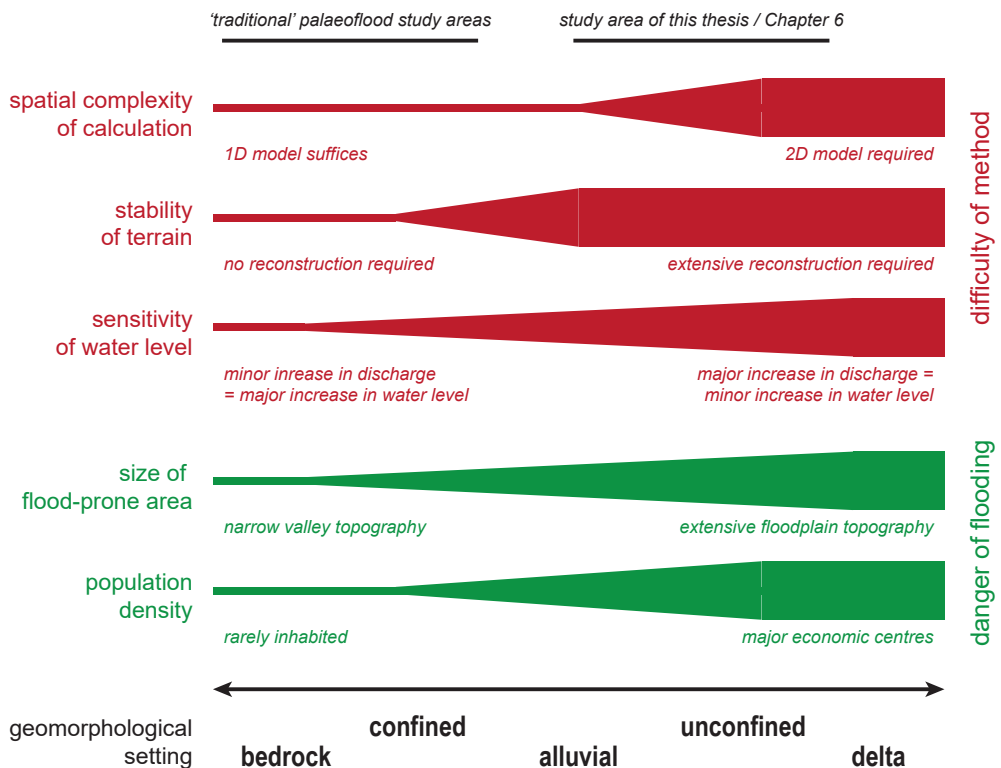 'traditional' palaeoflood study areas
study area of this thesis / Chapter 6
spatial complexity
of calculation
1D model suffices
2D model required
stability
of terrain
no reconstruction required
extensive reconstruction required
sensitivity
of water level
minor inrease in discharge
= major increase in water level
major increase in discharge =
minor increase in water level
difficulty of method
size of
flood-prone area
narrow valley topography
extensive floodplain topography
population
density
rarely inhabited
major economic centres
danger of flooding
geomorphological
setting
confined
unconfined
bedrock
alluvial
delta